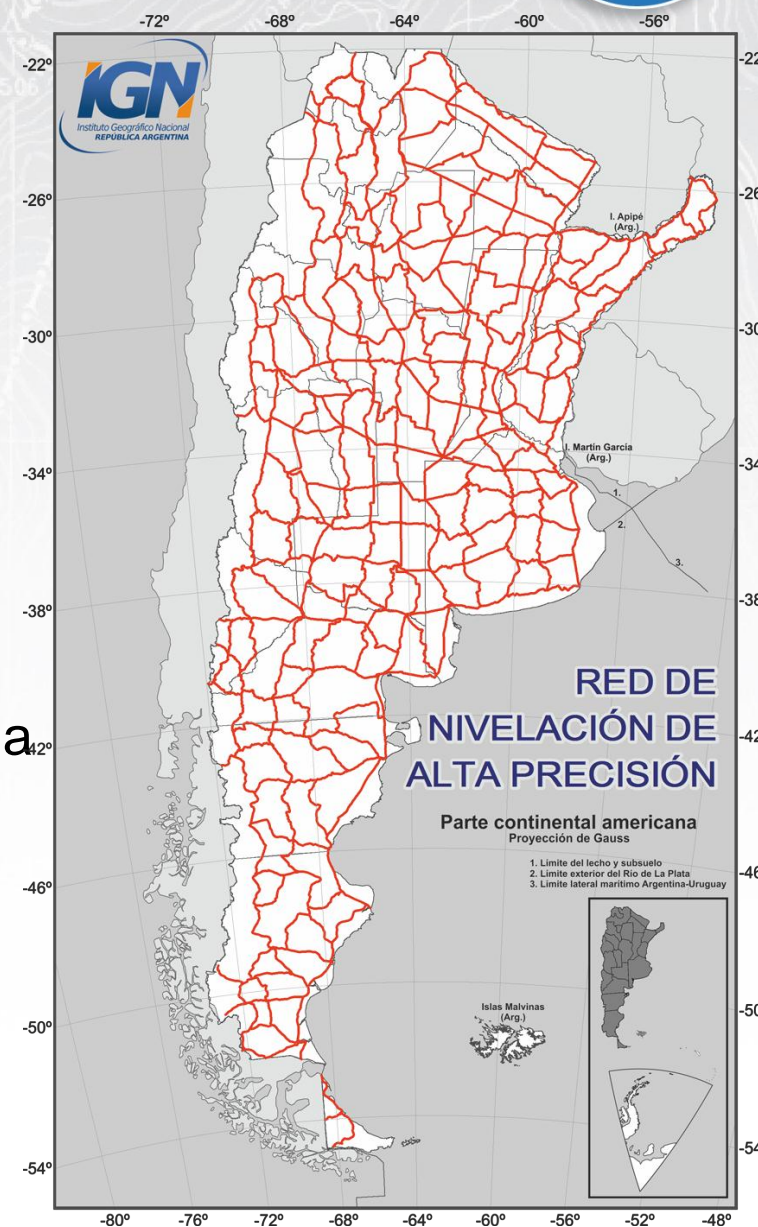 -72º -68º -64º -60º -56º
-22º
-22
IGN
Instituto Geográfico Nacional
REPÚBLICA ARGENTINA
-26º
-26
I. Apipé
(Arg.)
-30º
-30
I. Martín García
(Arg.)
-34º
-34
1.
2.
3.
-38º
-38
RED DE
NIVELACIÓN DE
ALTA PRECISIÓN
a
-42º
-42
Parte continental americana
Proyección de Gauss
1. Limite del lecho y subsuelo
2. Limite exterior del Río de La Plata
3. Limite lateral marítimo Argentina-Uruguay
-46º
-46
Islas Malvinas
(Arg.)
-50º
-50
-54º
-54
-80º -76º -72º -68º -64º -60º -56º -52º -48º